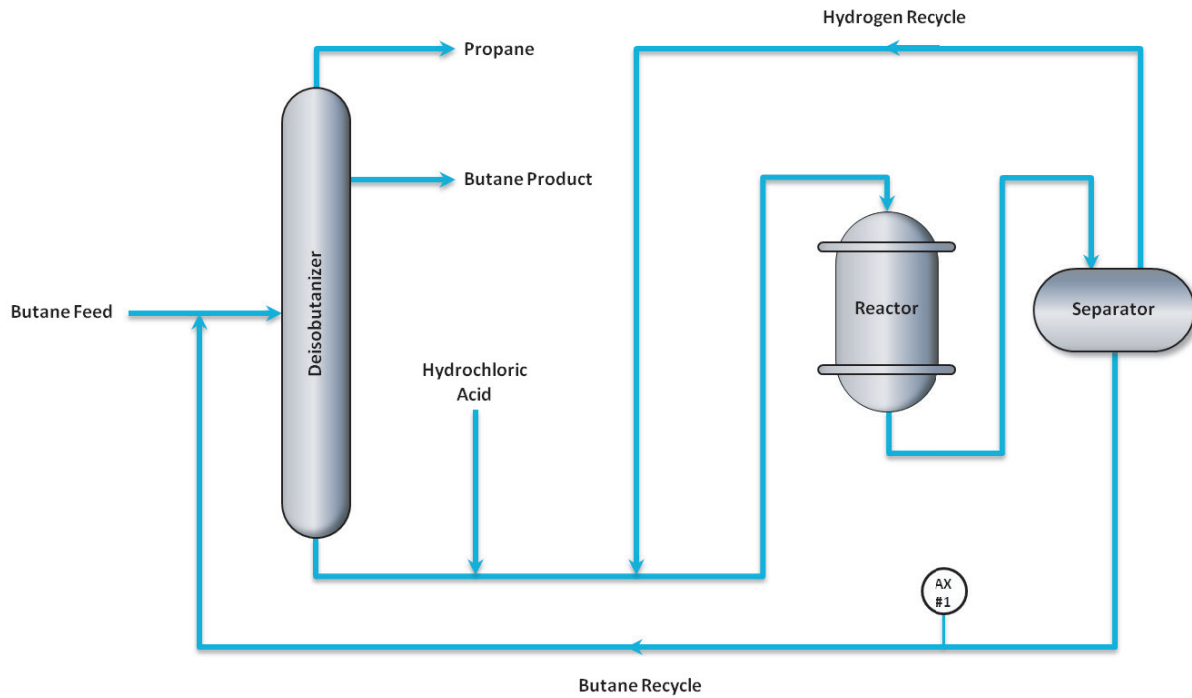 Hydrogen Recycle
Propane
Butane Product
Butane Feed
Deisobutanizer
Hydrochloric
Acid
Reactor
Separator
AX
#1
Butane Recycle